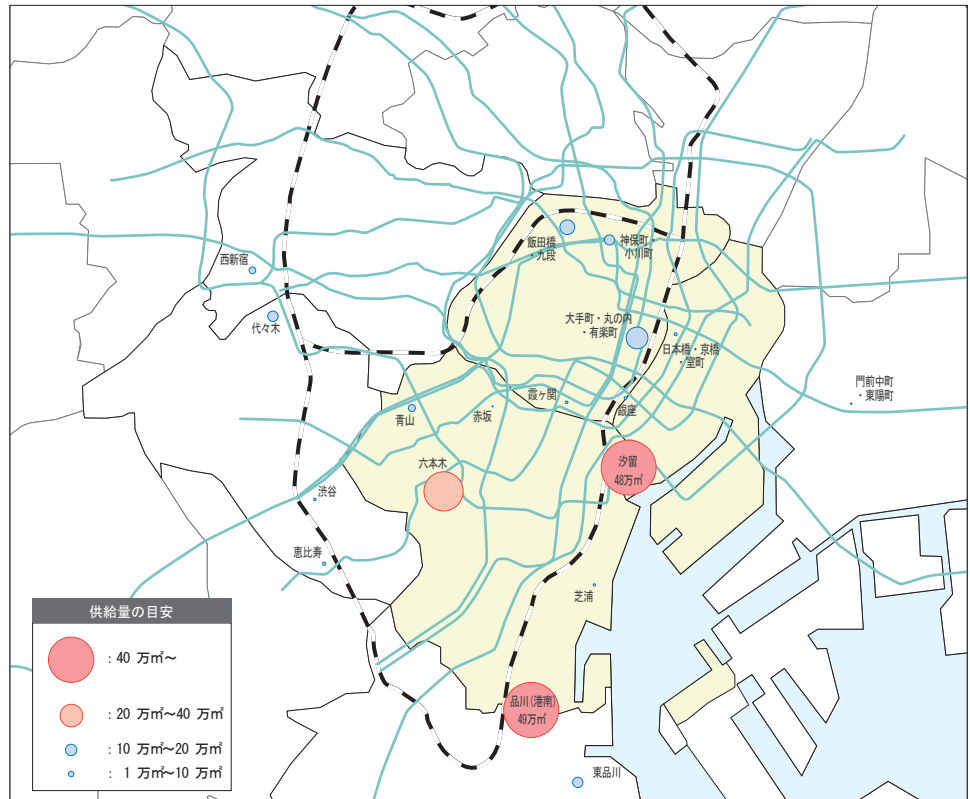 飯田橋
・九段
神保町・
小川町
西新宿
代々木
大手町・丸の内
・有楽町
日本橋・京橋
・室町
門前中町
・東陽町
霞ヶ関
銀座
青山
赤坂
六本木
汐留
48万㎡
渋谷
恵比寿
芝浦
品川(港南)
49万㎡
東品川
供給量の目安
: 40 万㎡~
: 20 万㎡~40 万㎡
: 10 万㎡~20 万㎡
: 1 万㎡~10 万㎡